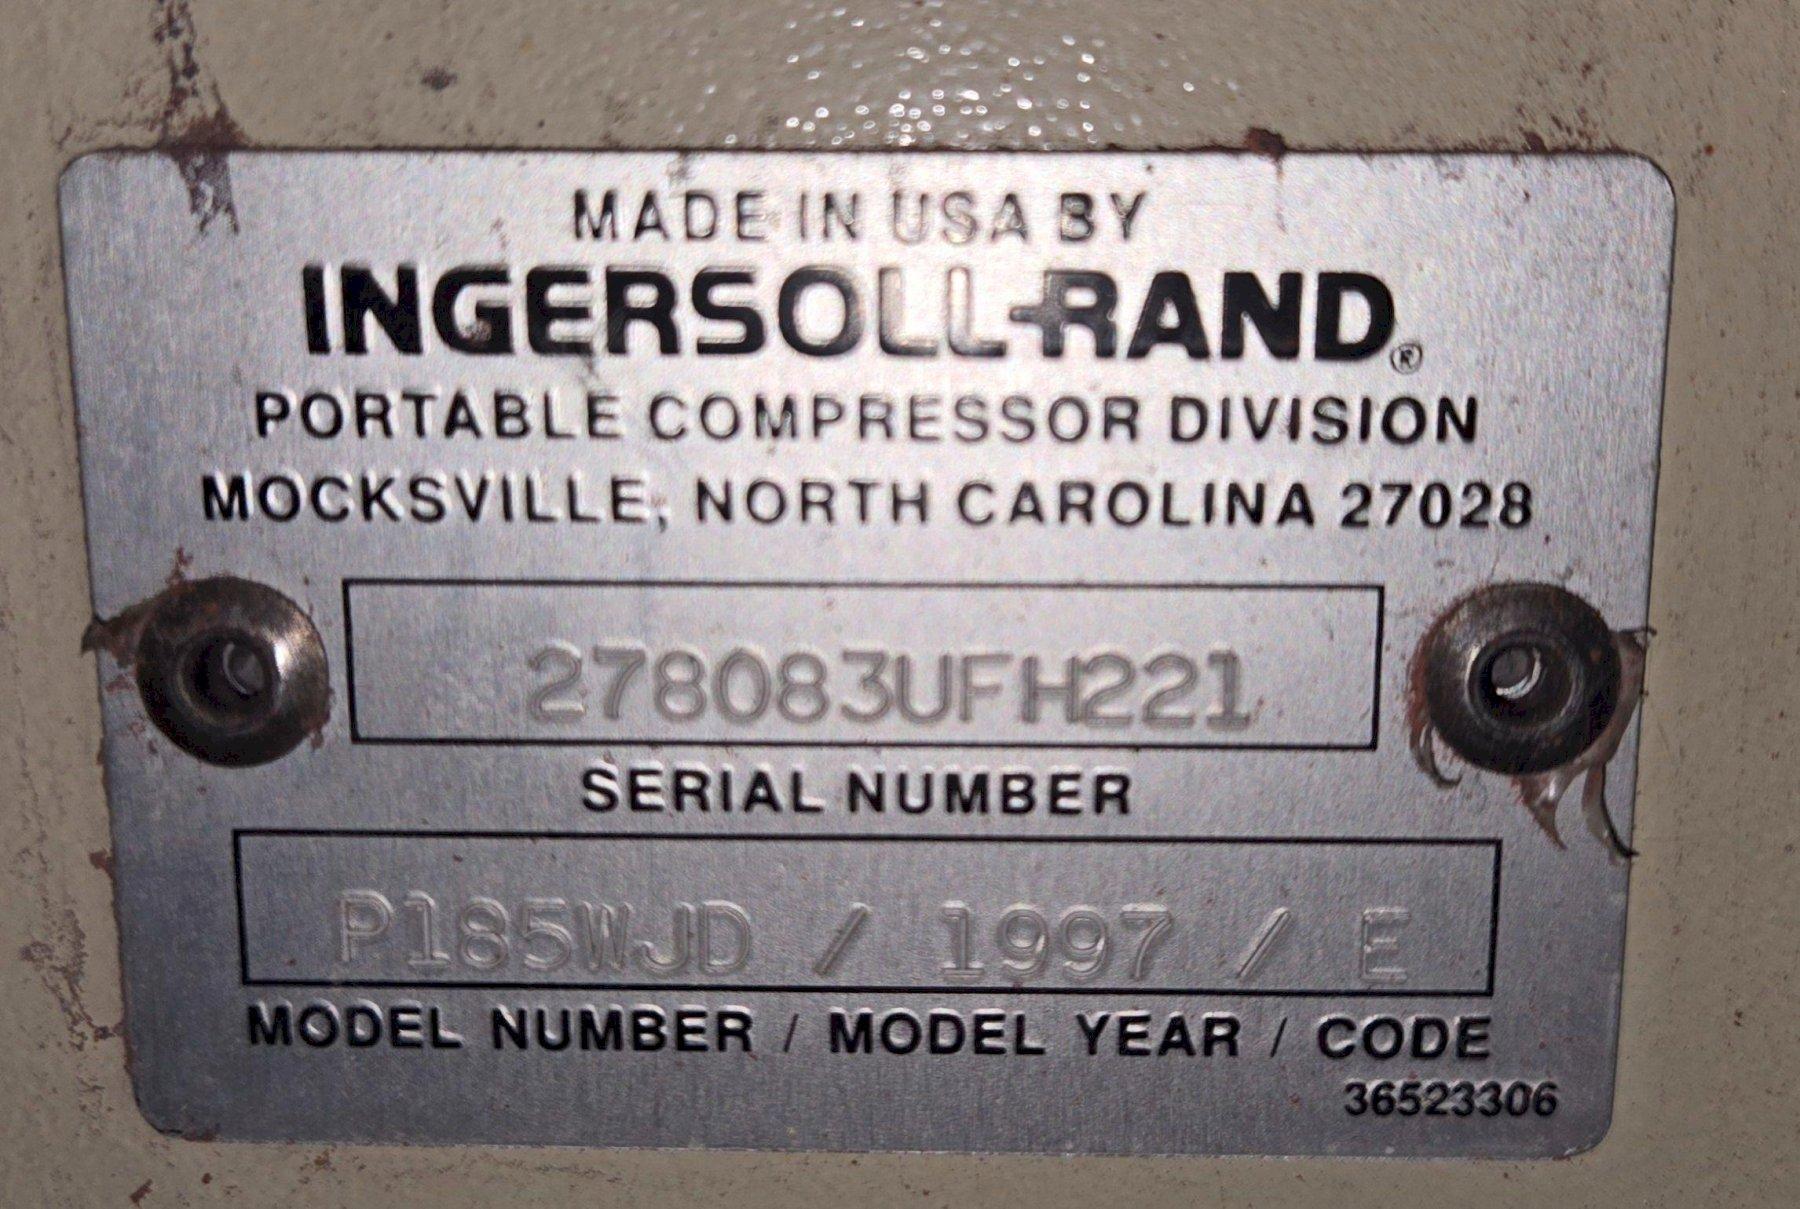 MADE IN USA BY
INGERSOLL-RAND®
PORTABLE COMPRESSOR DIVISION
MOCKSVILLE, NORTH CAROLINA 27028
278083UFH221
SERIAL NUMBER
P185WJD / 1997 / E
MODEL NUMBER / MODEL YEAR / CODE
36523306